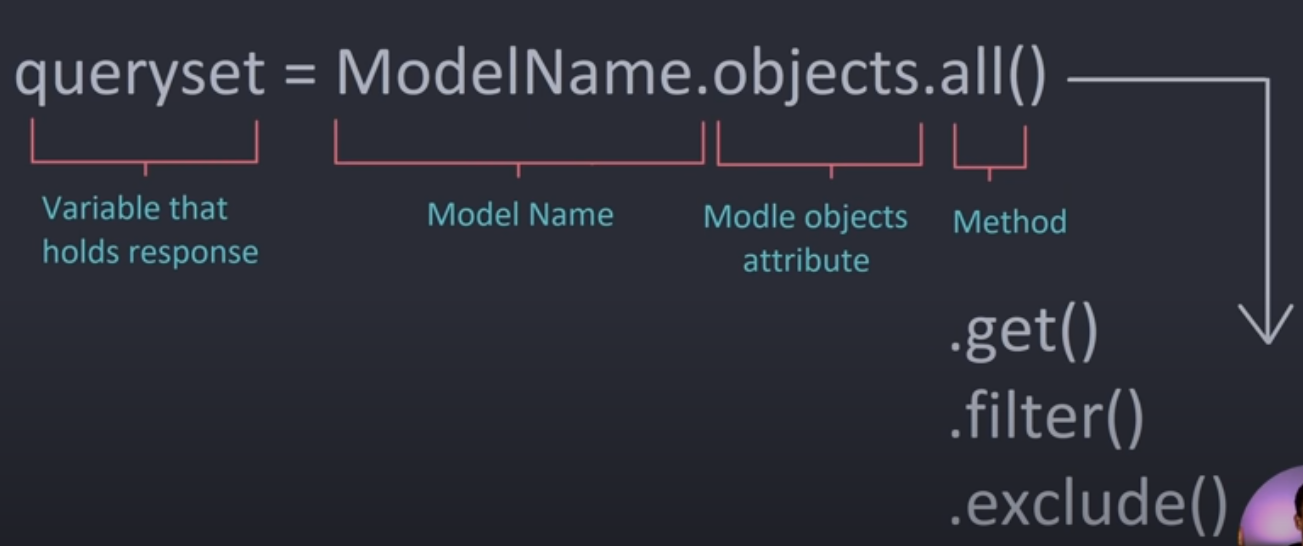 queryset = ModelName.objects.all()
Variable that
holds response
Model Name
Modle objects
attribute
Method
.get()
.filter()
.exclude()